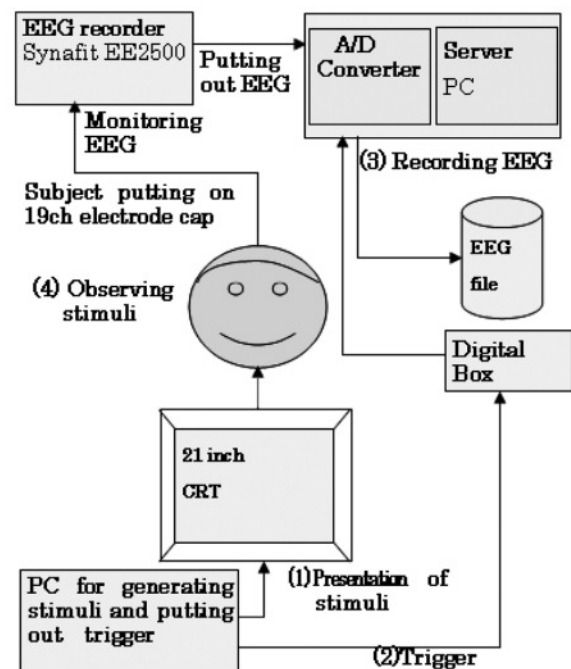 EEG recorder
Synafit EE2500
Putting
out EEG
A/D
Converter
Server
PC
Monitoring
EEG
(3) Recording EEG
Subject putting on
19ch electrode cap
EEG
file
(4) Observing
stimuli
Digital
Box
21 inch
CRT
(1)Presentation of
stimuli
PC for generating
stimuli and putting
out trigger
(2)Trigger